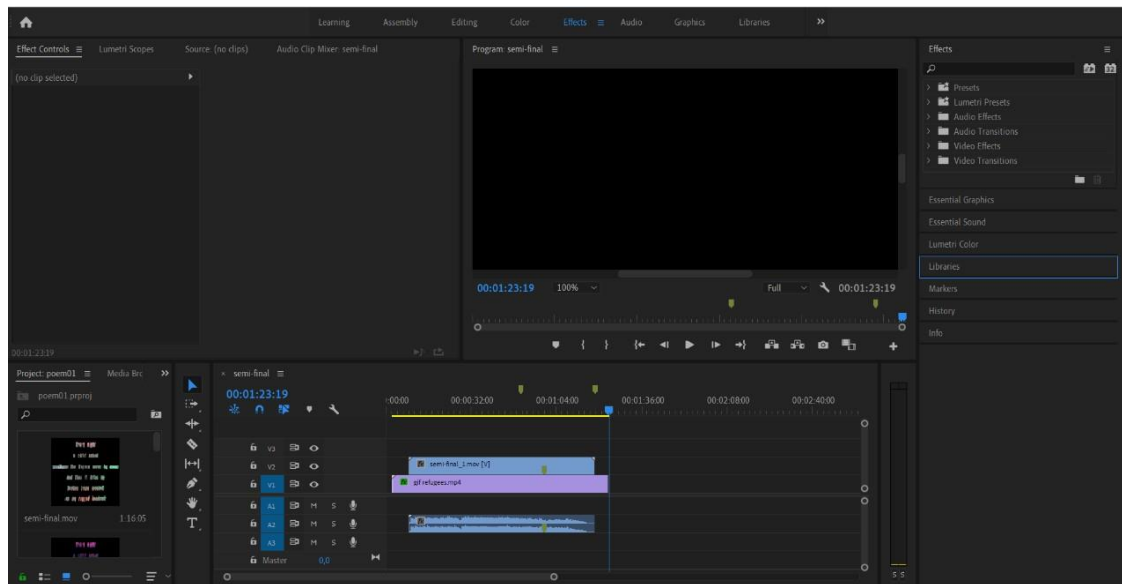 Learning Assembly Editing Color Effects Audio Graphics Libraries
Effect Controls Lumetri Scopes Source: (no clips) Audio Clip Mixer: semi-final
(no clip selected)
00:01:23:19
Program: semi-final
00:01:23:19 100% Full 00:01:23:19
Effects
Presets
Lumetri Presets
Audio Effects
Audio Transitions
Video Effects
Video Transitions
Essential Graphics
Essential Sound
Lumetri Color
Libraries
Markers
History
Info
Project: poem01 Media Brc
poem01.prproj
semi-final.mov 1:16:05
semi-final
00:01:23:19
:00:00 00:00:32:00 00:01:04:00 00:01:36:00 00:02:08:00 00:02:40:00
V3
V2 semi-final_1.mov [V]
V1 gif refugees.mp4
A1 M S
A2 M S
A3 M S
Master 0,0
S S